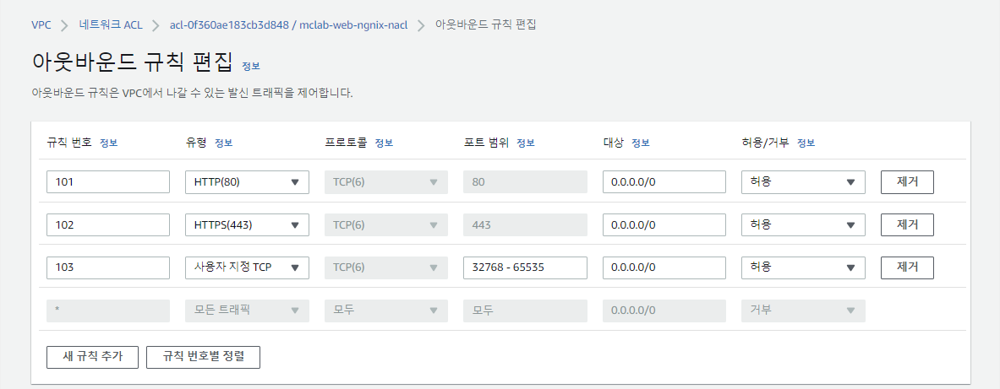 VPC > 네트워크 ACL > acl-0f360ae183cb3d848 / mclab-web-ngnix-nacl > 아웃바운드 규칙 편집
아웃바운드 규칙 편집 정보
아웃바운드 규칙은 VPC에서 나갈 수 있는 발신 트래픽을 제어합니다.
규칙 번호 정보 유형 정보 프로토콜 정보 포트 범위 정보 대상 정보 허용/거부 정보
101 HTTP(80) TCP(6) 80 0.0.0.0/0 허용 제거
102 HTTPS(443) TCP(6) 443 0.0.0.0/0 허용 제거
103 사용자 지정 TCP TCP(6) 32768 - 65535 0.0.0.0/0 허용 제거
* 모든 트래픽 모두 모두 0.0.0.0/0 거부
새 규칙 추가 규칙 번호별 정렬